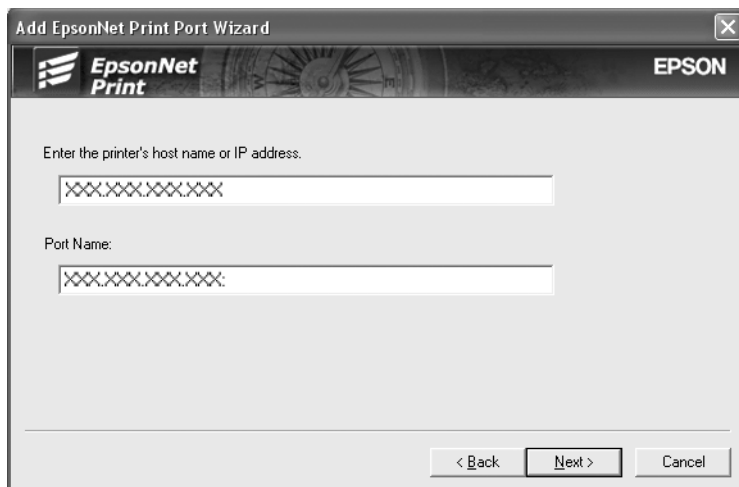 Add EpsonNet Print Port Wizard
EpsonNet
Print
EPSON
Enter the printer's host name or IP address.
XXX.XXX.XXX.XXX
Port Name:
XXX.XXX.XXX.XXX:
< Back
Next >
Cancel